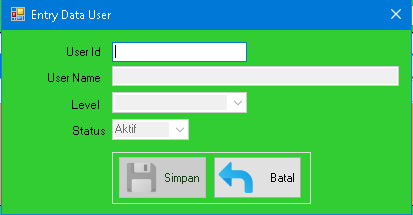 Entry Data User
User Id
User Name
Level
Status Aktif
Simpan Batal